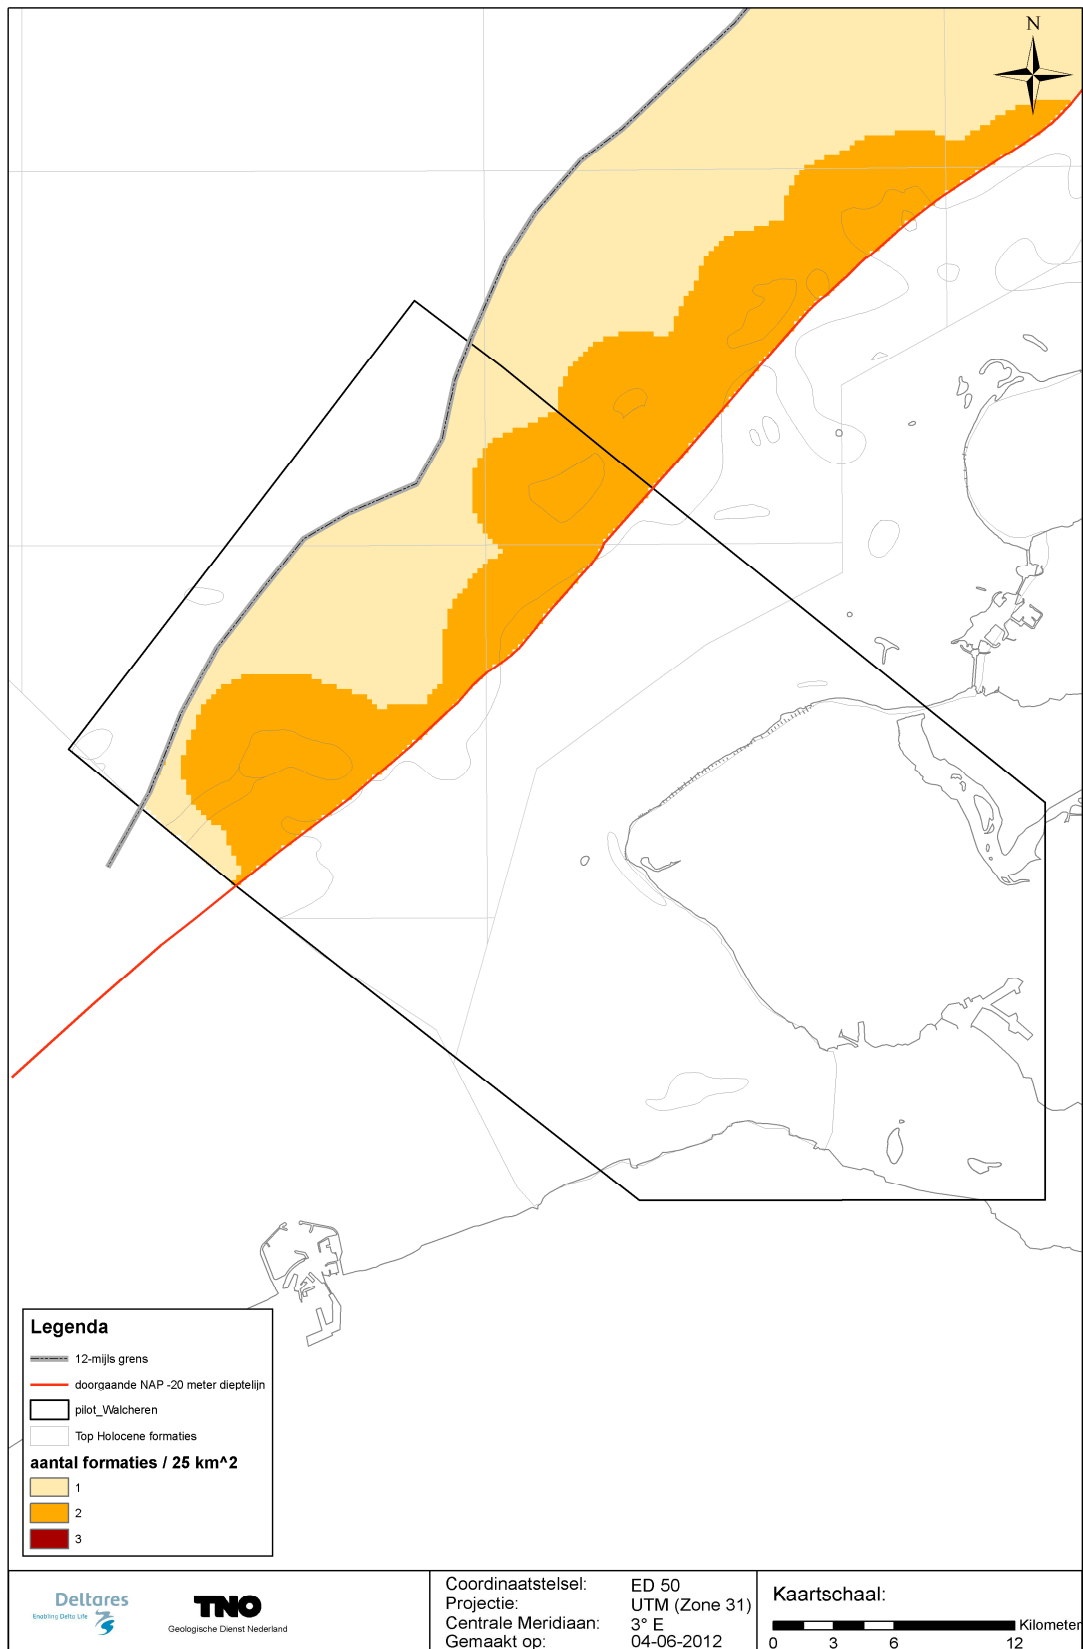 N
Legenda
12-mijls grens
doorgaande NAP -20 meter dieptelijn
pilot_Walcheren
Top Holocene formaties
aantal formaties / 25 km^2
1
2
3
Deltares
Enabling Delta Life
TNO
Geologische Dienst Nederland
Coordinaatstelsel: ED 50
Projectie: UTM (Zone 31)
Centrale Meridiaan: 3° E
Gemaakt op: 04-06-2012
Kaartschaal:
Kilometer
0 3 6 12